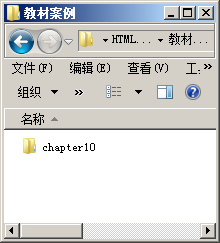 教材案例
HTML... 教材...
文件(F) 编辑(E) 查看(V) 工: »
组织 »
名称
chapter10